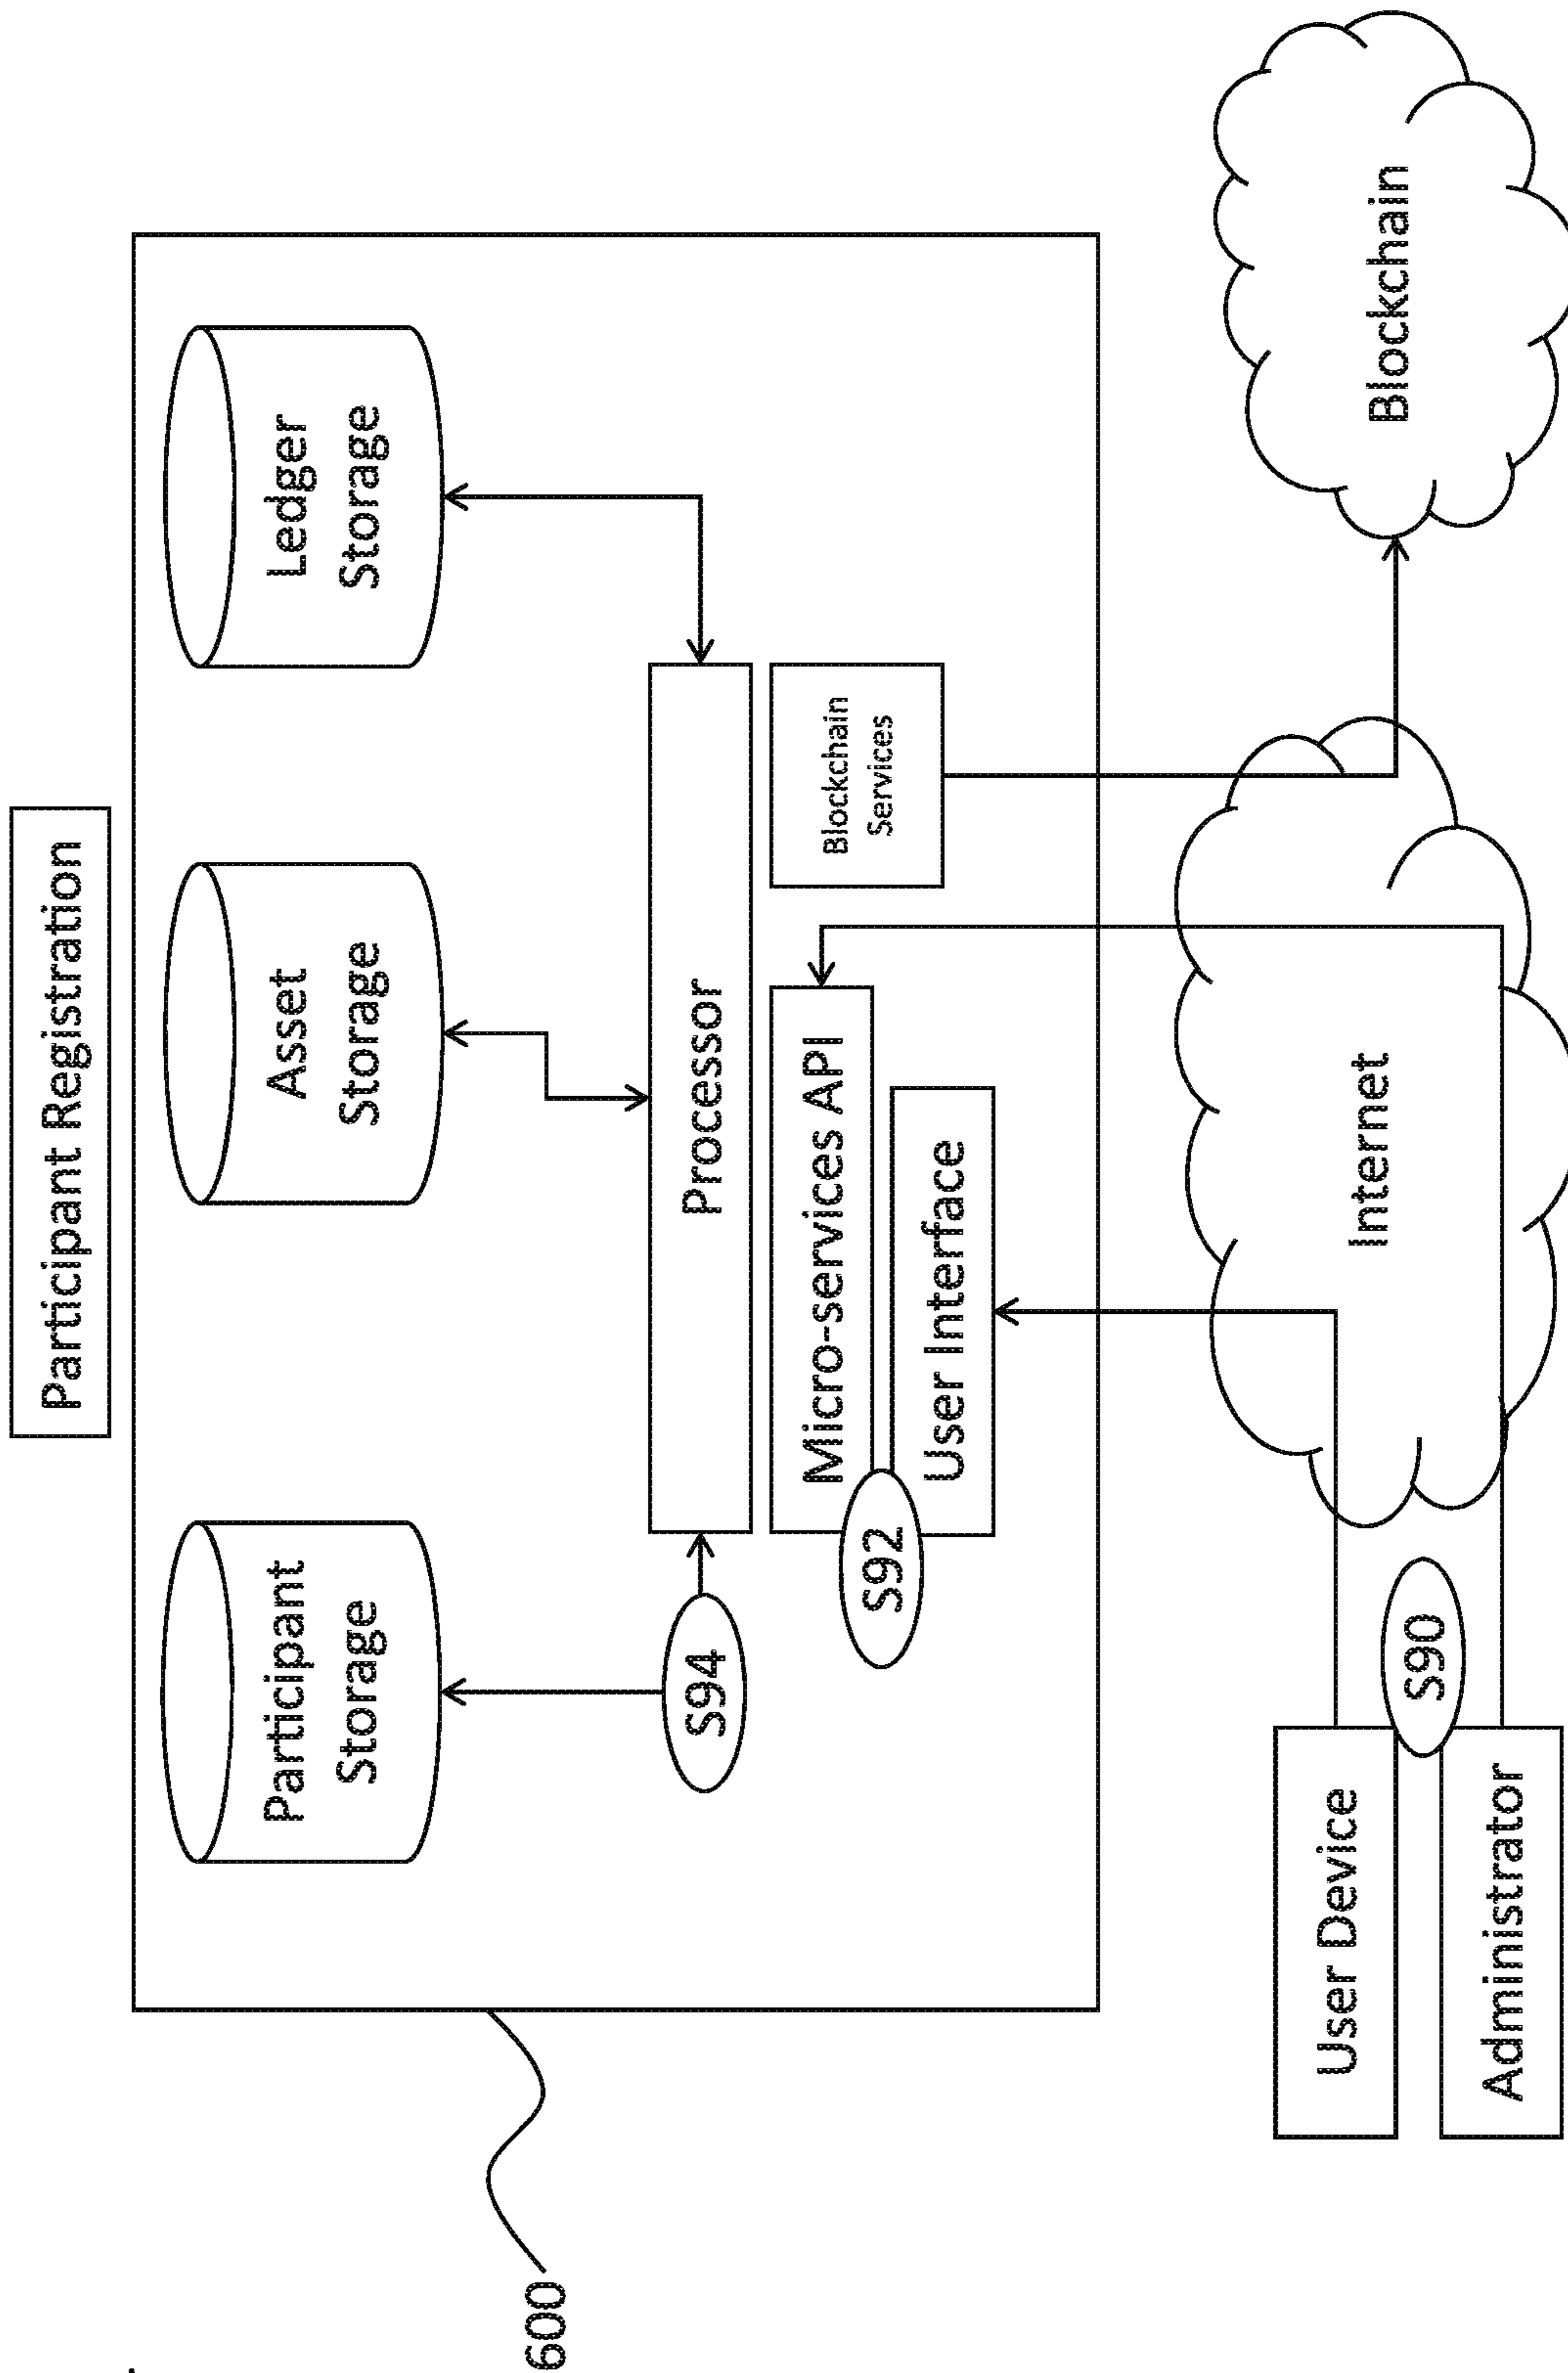 Participant Registration
Participant
Storage
Asset
Storage
Ledger
Storage
S94
Processor
Micro-services API
Blockchain
Services
S92
User Interface
600
User Device
S90
Administrator
Internet
Blockchain